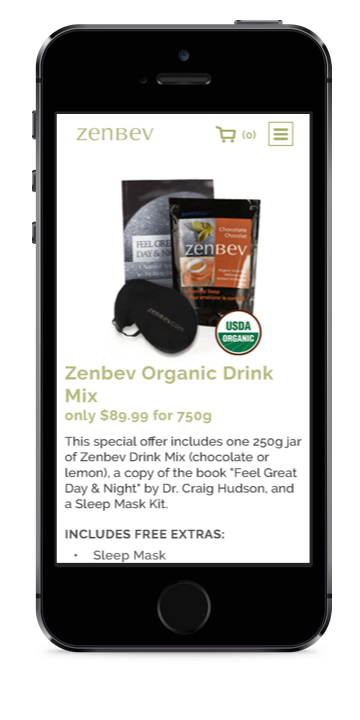 zenbev
(0)
FEEL GRE
DAY & NIGHT
Chocolate
Chocolat
zenbev
USDA
ORGANIC
Zenbev Organic Drink
Mix
only $89.99 for 750g
This special offer includes one 250g jar
of Zenbev Drink Mix (chocolate or
lemon), a copy of the book "Feel Great
Day & Night" by Dr. Craig Hudson, and
a Sleep Mask Kit.
INCLUDES FREE EXTRAS:
• Sleep Mask